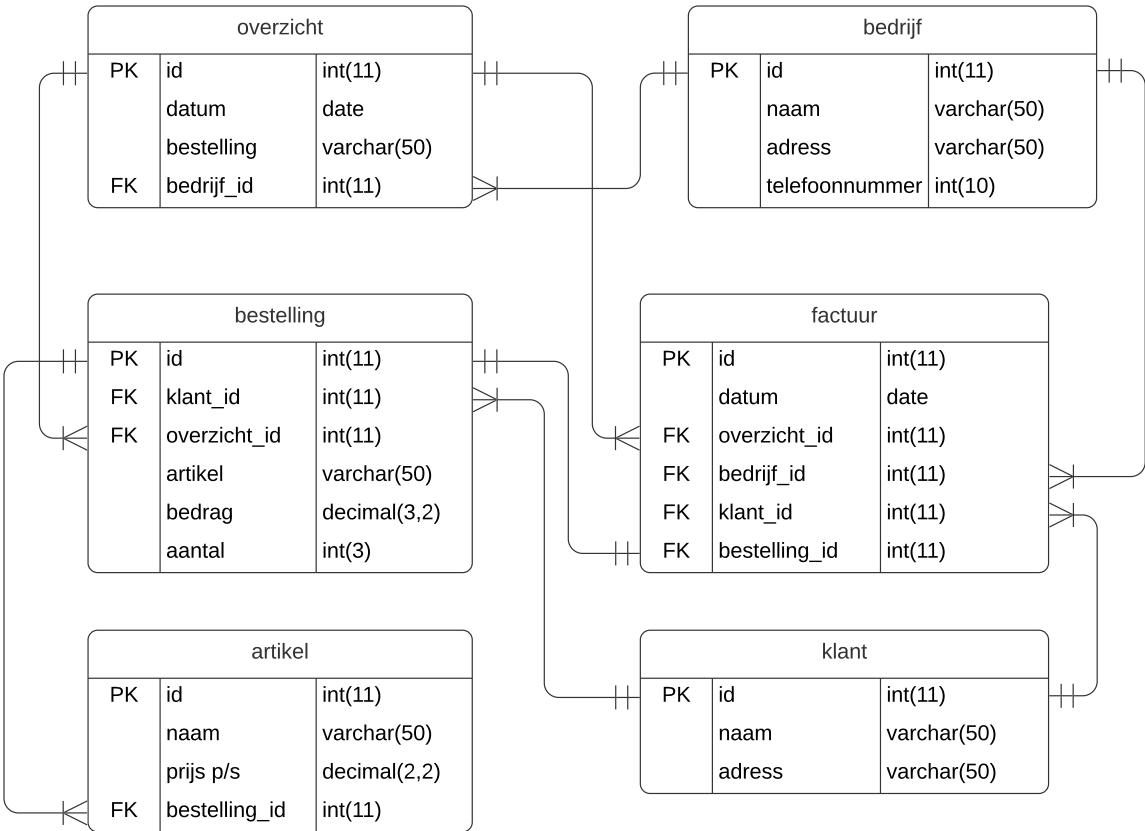 overzicht
PK id int(11)
datum date
bestelling varchar(50)
FK bedrijf_id int(11)
bedrijf
PK id int(11)
naam varchar(50)
adress varchar(50)
telefoonnummer int(10)
bestelling
PK id int(11)
FK klant_id int(11)
FK overzicht_id int(11)
artikel varchar(50)
bedrag decimal(3,2)
aantal int(3)
factuur
PK id int(11)
datum date
FK overzicht_id int(11)
FK bedrijf_id int(11)
FK klant_id int(11)
FK bestelling_id int(11)
artikel
PK id int(11)
naam varchar(50)
prijs p/s decimal(2,2)
FK bestelling_id int(11)
klant
PK id int(11)
naam varchar(50)
adress varchar(50)